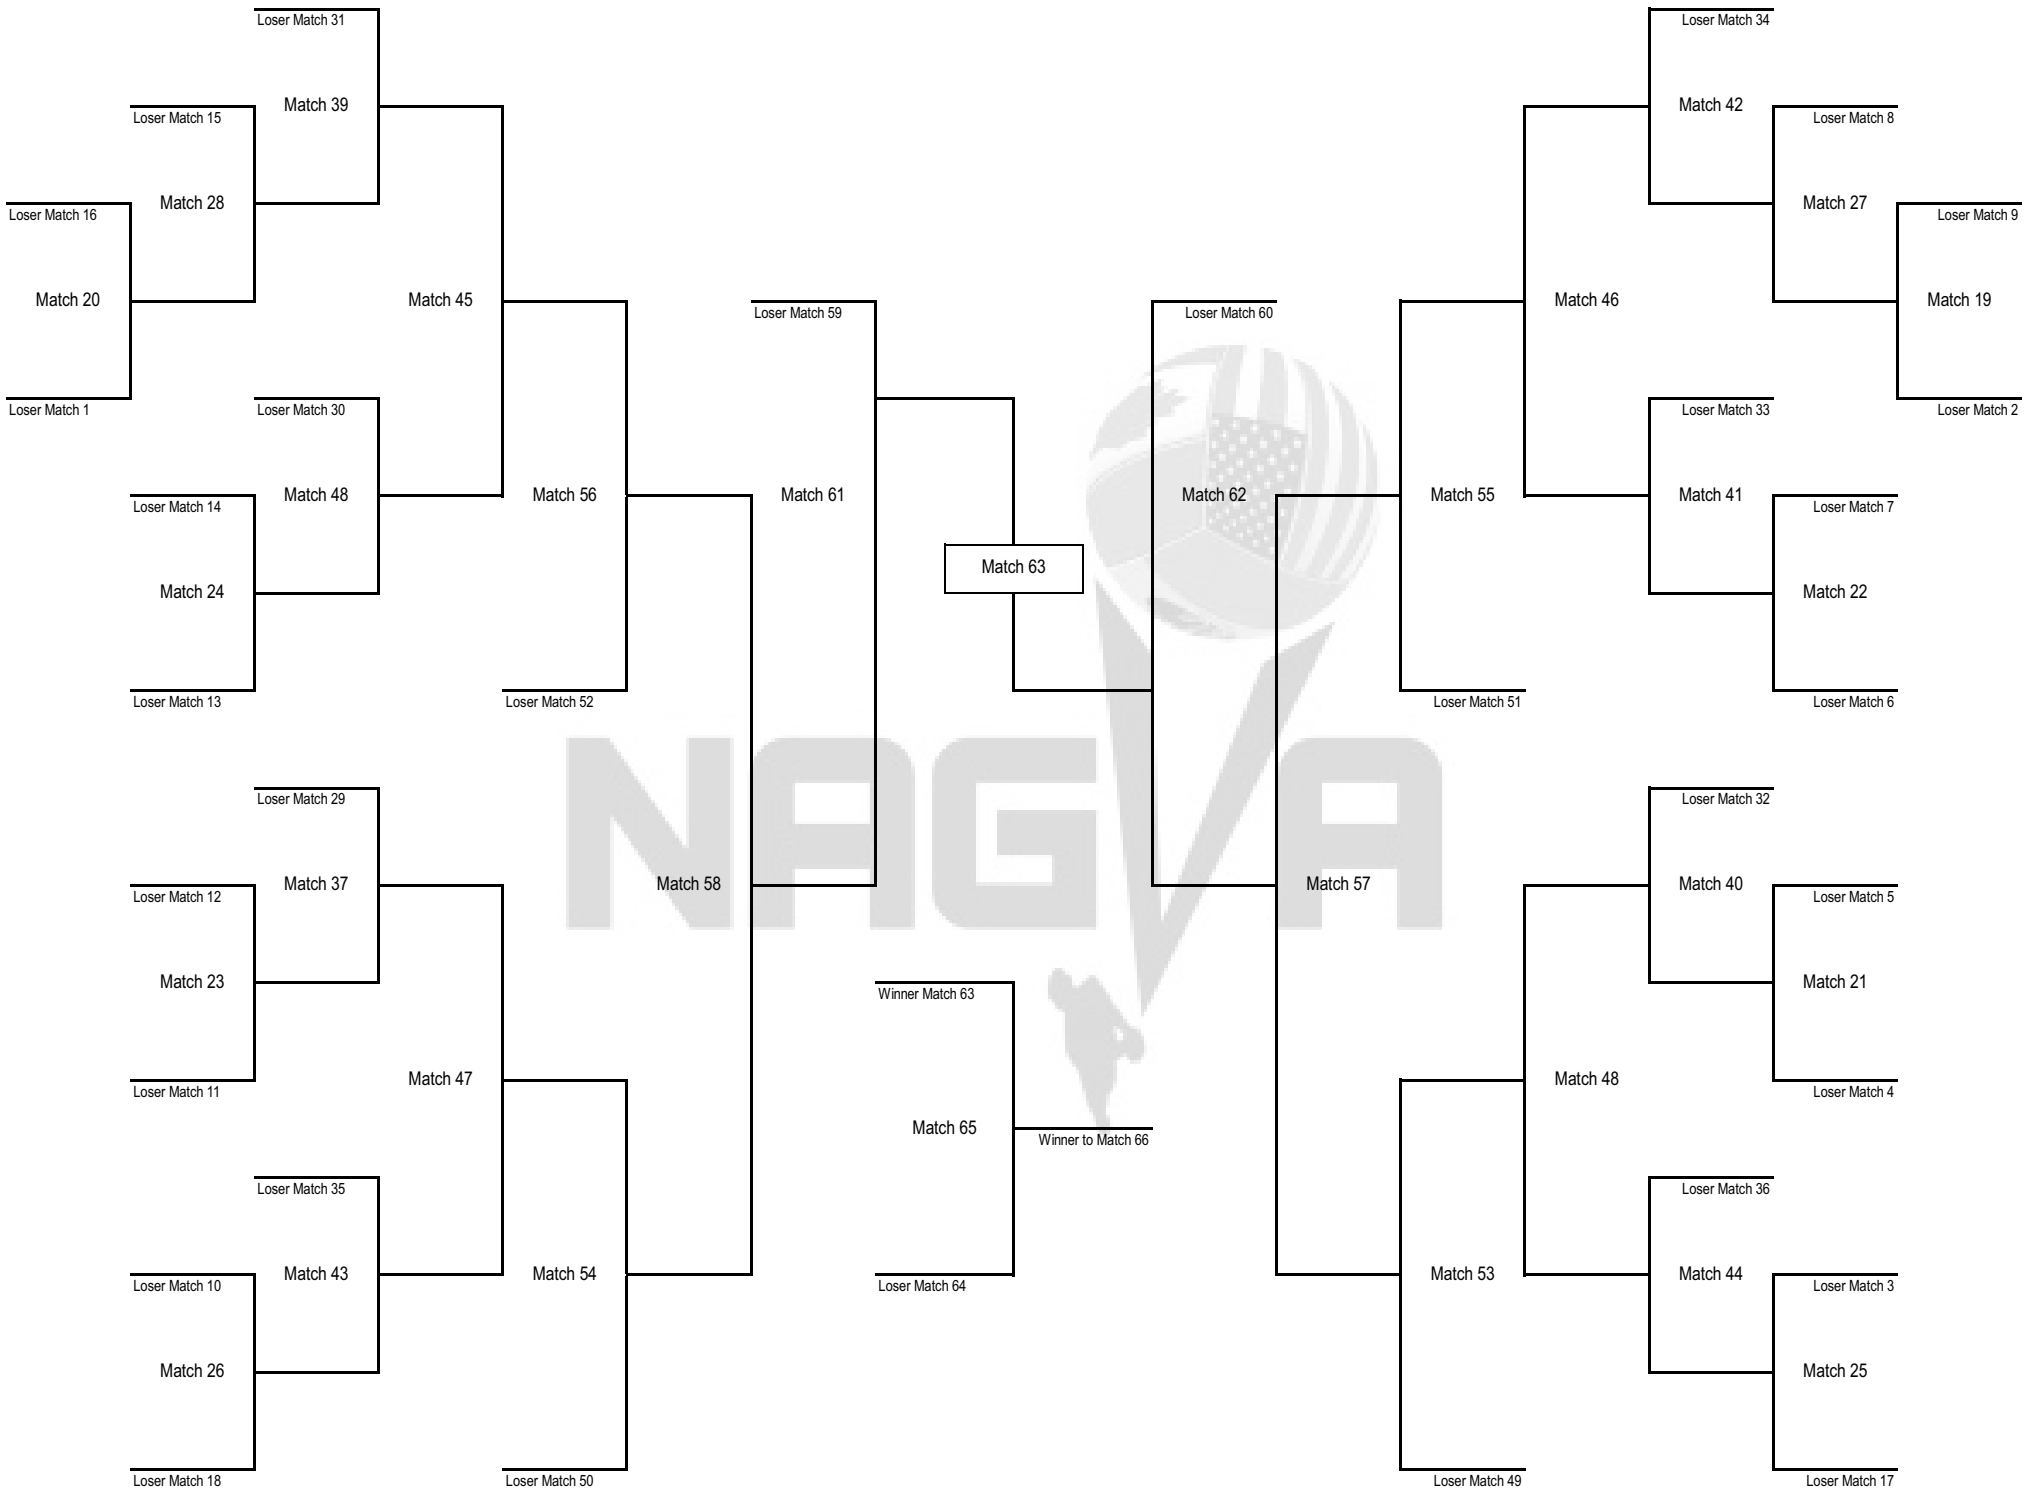 Loser Match 31
Loser Match 34
Match 39
Match 42
Loser Match 15
Loser Match 8
Match 28
Match 27
Loser Match 16
Loser Match 9
Match 20
Match 45
Loser Match 59
Loser Match 60
Match 46
Match 19
Loser Match 1
Loser Match 30
Loser Match 33
Loser Match 2
Match 48
Match 56
Match 61
Match 62
Match 55
Match 41
Loser Match 14
Loser Match 7
Match 63
Match 24
Match 22
Loser Match 13
Loser Match 52
Loser Match 51
Loser Match 6
NAGVA
Loser Match 29
Loser Match 32
Match 37
Match 58
Match 57
Match 40
Loser Match 12
Loser Match 5
Match 23
Match 21
Winner Match 63
Match 47
Match 48
Loser Match 11
Loser Match 4
Match 65
Winner to Match 66
Loser Match 35
Loser Match 36
Match 43
Match 54
Match 53
Match 44
Loser Match 10
Loser Match 64
Loser Match 3
Match 26
Match 25
Loser Match 18
Loser Match 50
Loser Match 49
Loser Match 17